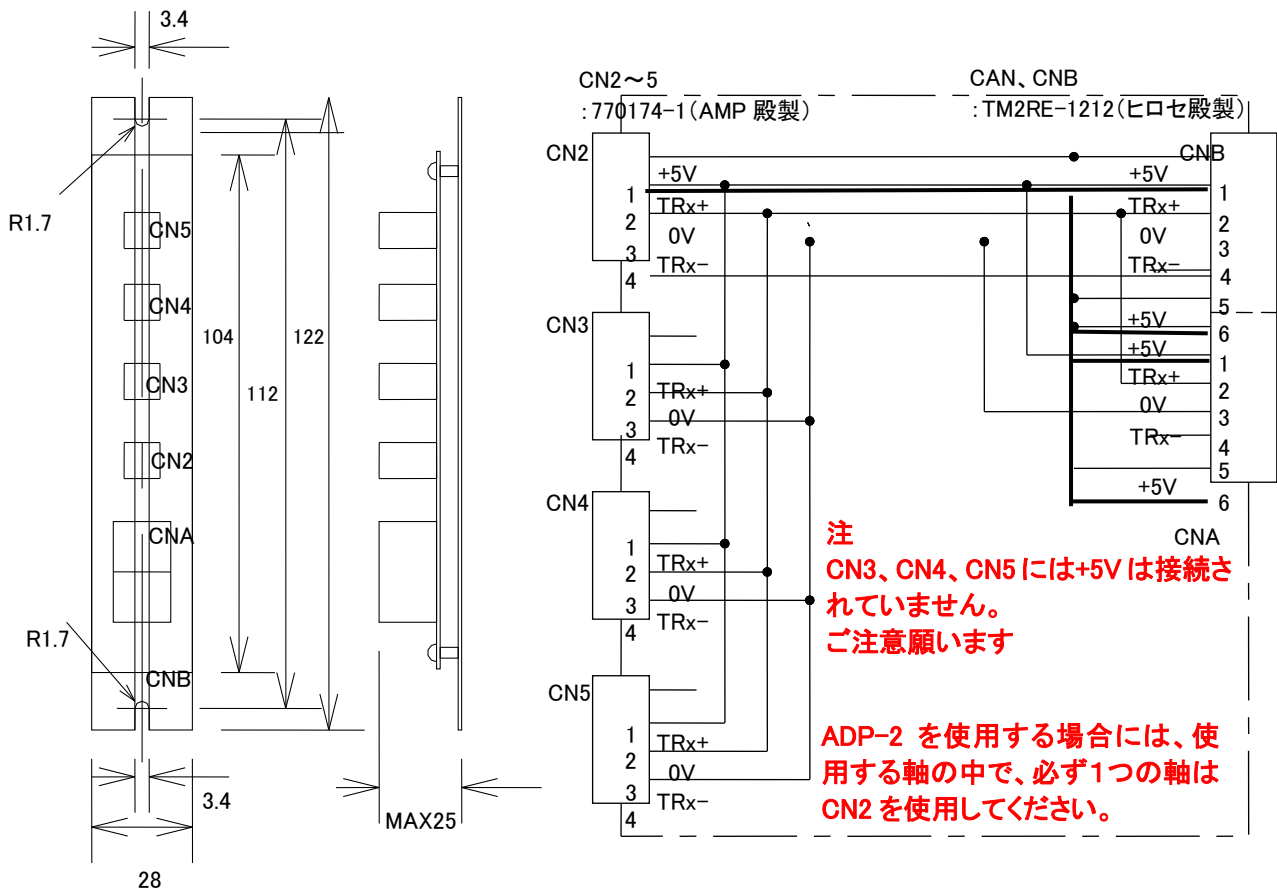 3.4
R1.7
CN5
CN4
CN3
CN2
CNA
CNB
R1.7
104
112
122
3.4
28
MAX25
CN2～5
:770174-1(AMP 殿製)
CAN、CNB
:TM2RE-1212(ヒロセ殿製)
CN2
+5V
1
TRx+
2
0V
3
TRx-
4
CN3
1
TRx+
2
0V
3
TRx-
4
CN4
1
TRx+
2
0V
3
TRx-
4
CN5
1
TRx+
2
0V
3
TRx-
4
CNB
+5V
1
TRx+
2
0V
3
TRx-
4
5
+5V
6
+5V
1
TRx+
2
0V
3
TRx-
4
5
+5V
6
CNA
注
CN3、CN4、CN5 には+5V は接続さ
れていません。
ご注意願います
ADP-2 を使用する場合には、使
用する軸の中で、必ず１つの軸は
CN2 を使用してください。